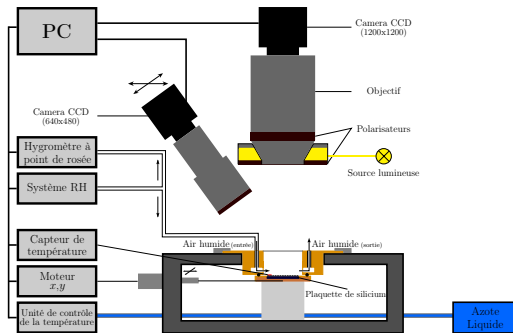 PC
Camera CCD
(1200x1200)
Camera CCD
(640x480)
Objectif
Polarisateurs
Source lumineuse
Hygromètre à
point de rosée
Système RH
Air humide (entrée)
Air humide (sortie)
Capteur de
température
Moteur
x,y
Plaquette de silicium
Unité de contrôle
de la température
Azote
Liquide